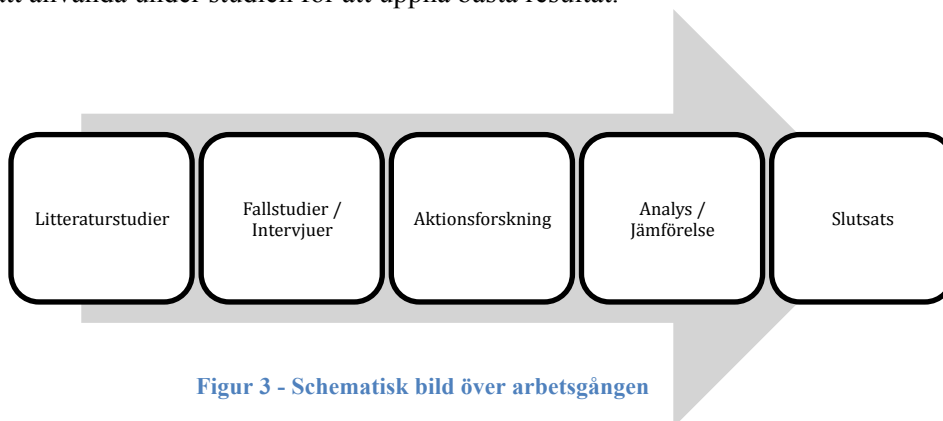 att använda under studien för att uppnå bästa resultat.
Litteraturstudier
Fallstudier /
Intervjuer
Aktionsforskning
Analys /
Jämförelse
Slutsats
Figur 3 - Schematisk bild över arbetsgången